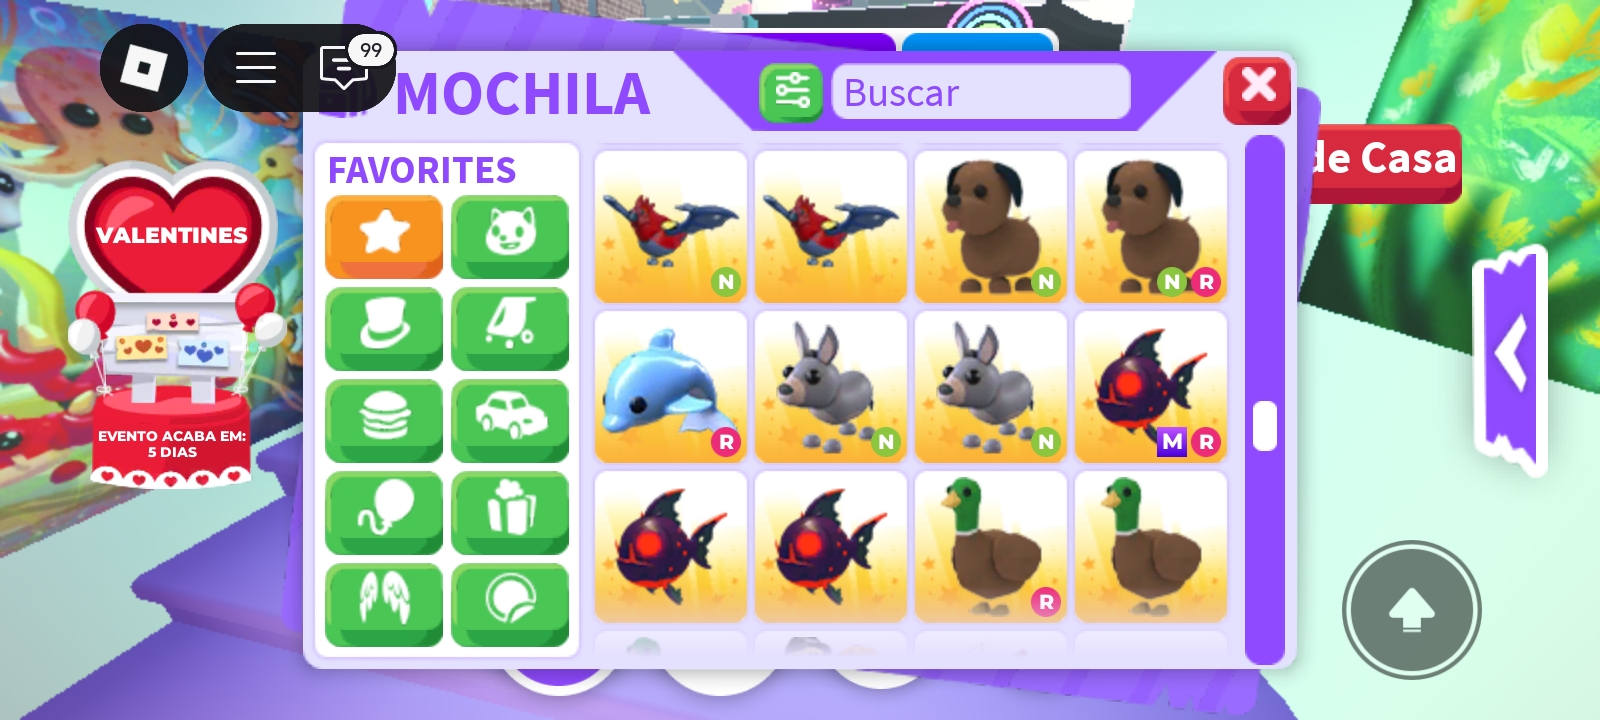 99
MOCHILA
Buscar
FAVORITES
de Casa
VALENTINES
EVENTO ACABA EM:
5 DIAS
N
N
N R
R
N
N
M R
R